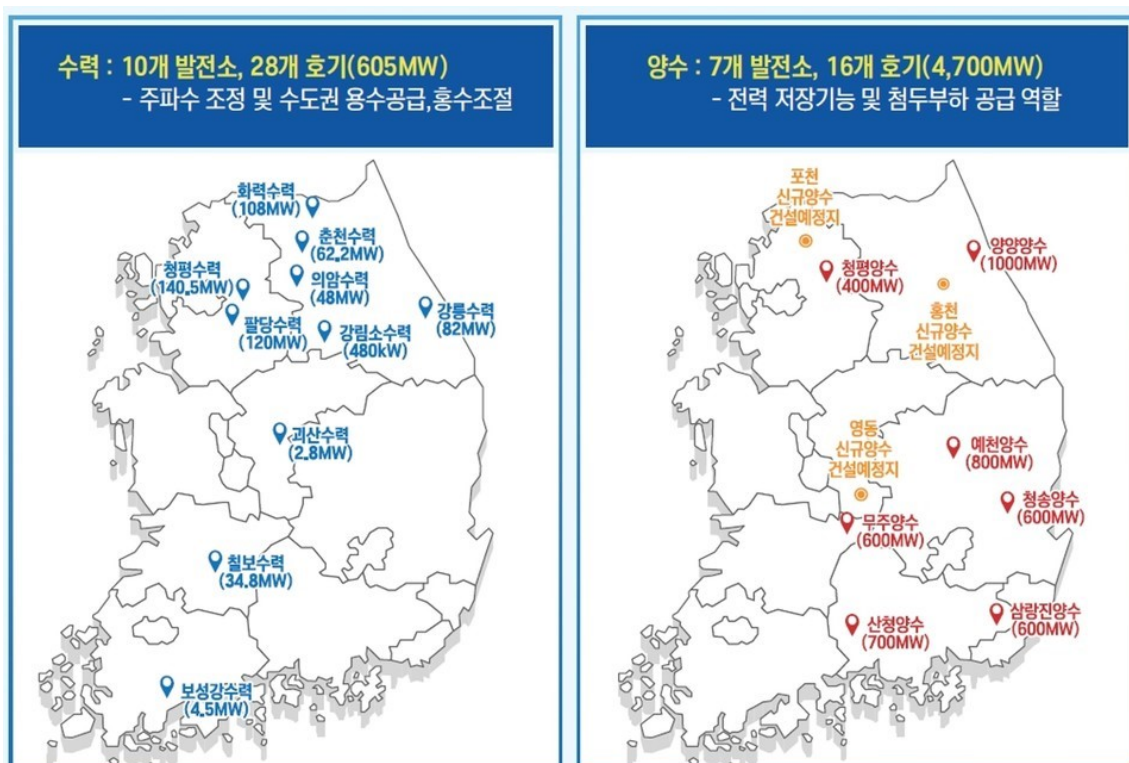 수력 : 10개 발전소, 28개 호기(605MW)
- 주파수 조정 및 수도권 용수공급,홍수조절
화력수력
(108MW)
춘천수력
(62.2MW)
청평수력
(140.5MW)
의암수력
(48MW)
강릉수력
(82MW)
팔당수력
(120MW)
강림소수력
(480kW)
괴산수력
(2.8MW)
칠보수력
(34.8MW)
보성강수력
(4.5MW)
양수 : 7개 발전소, 16개 호기(4,700MW)
- 전력 저장기능 및 첨두부하 공급 역할
포천
신규양수
건설예정지
양양양수
(1000MW)
청평양수
(400MW)
홍천
신규양수
건설예정지
영동
신규양수
건설예정지
예천양수
(800MW)
청송양수
(600MW)
무주양수
(600MW)
산청양수
(700MW)
삼랑진양수
(600MW)